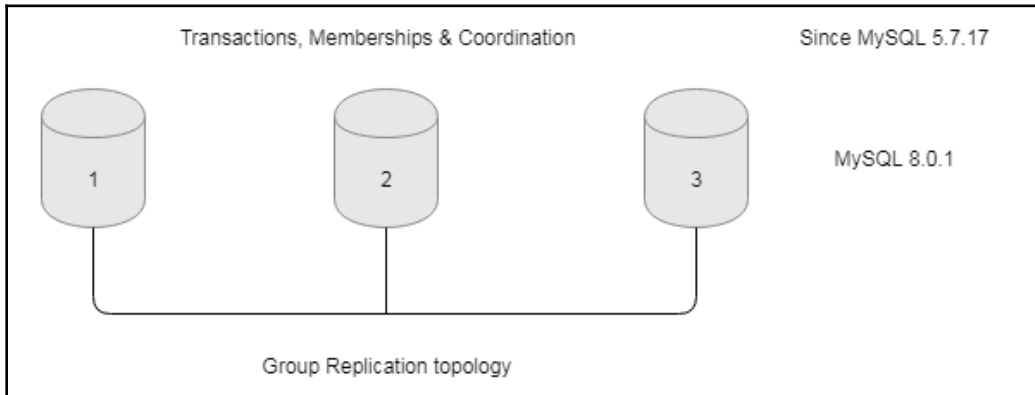 Transactions, Memberships & Coordination
Since MySQL 5.7.17
1
2
3
MySQL 8.0.1
Group Replication topology